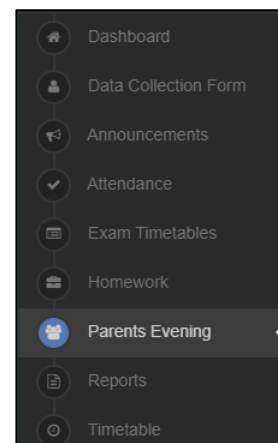 Dashboard
Data Collection Form
Announcements
Attendance
Exam Timetables
Homework
Parents Evening
Reports
Timetable